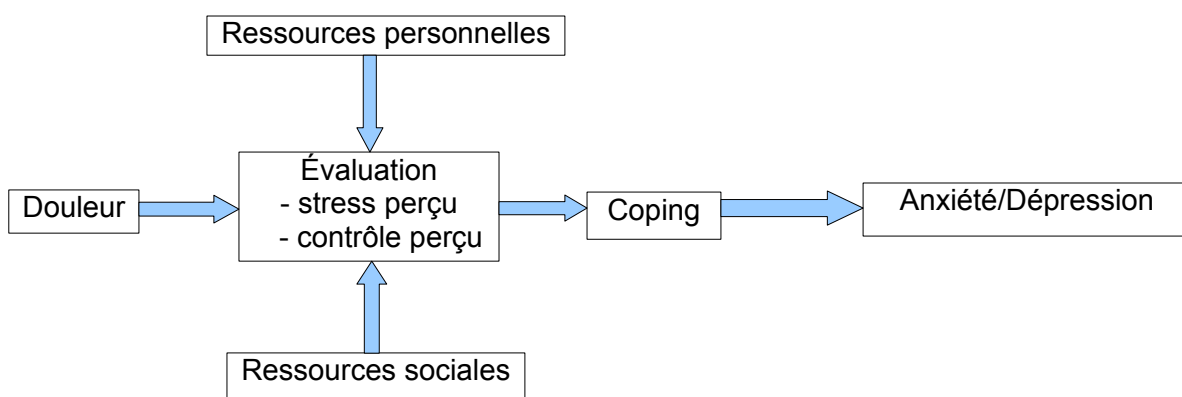 Ressources personnelles
Douleur
Évaluation
- stress perçu
- contrôle perçu
Coping
Anxiété/Dépression
Ressources sociales